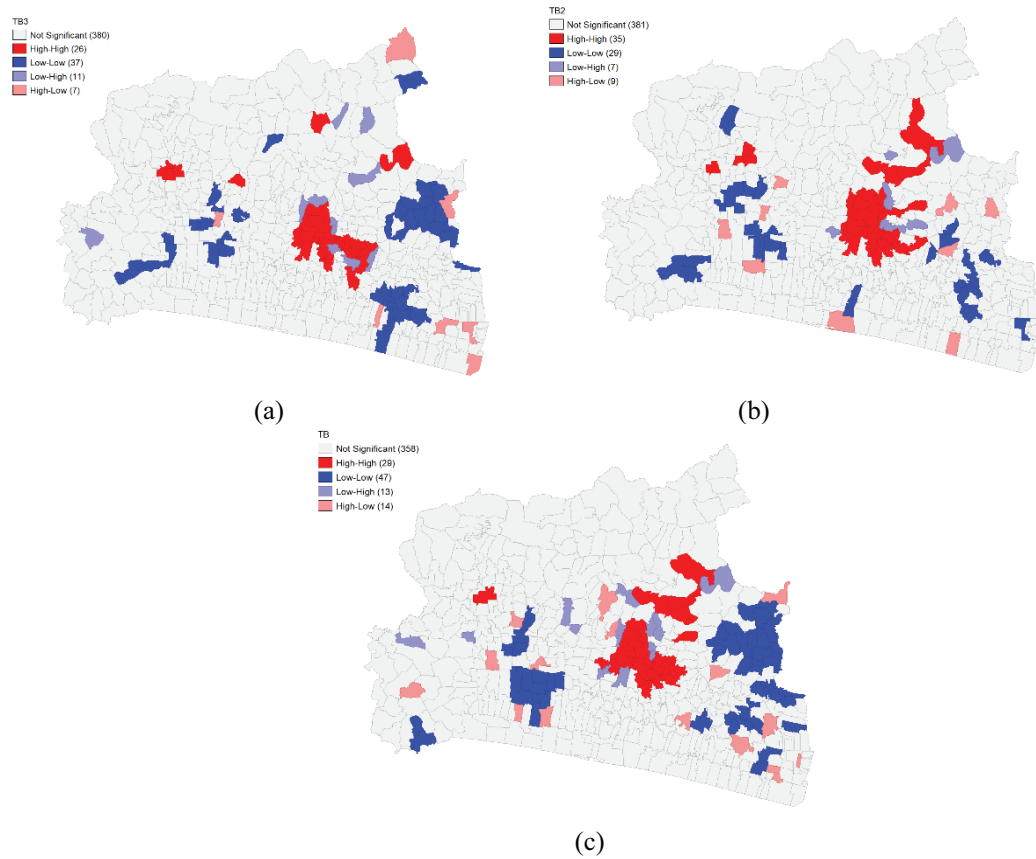 TB3
Not Significant (380)
High-High (26)
Low-Low (37)
Low-High (11)
High-Low (7)
TB2
Not Significant (381)
High-High (35)
Low-Low (29)
Low-High (7)
High-Low (9)
(a)
(b)
TB
Not Significant (358)
High-High (29)
Low-Low (47)
Low-High (13)
High-Low (14)
(c)